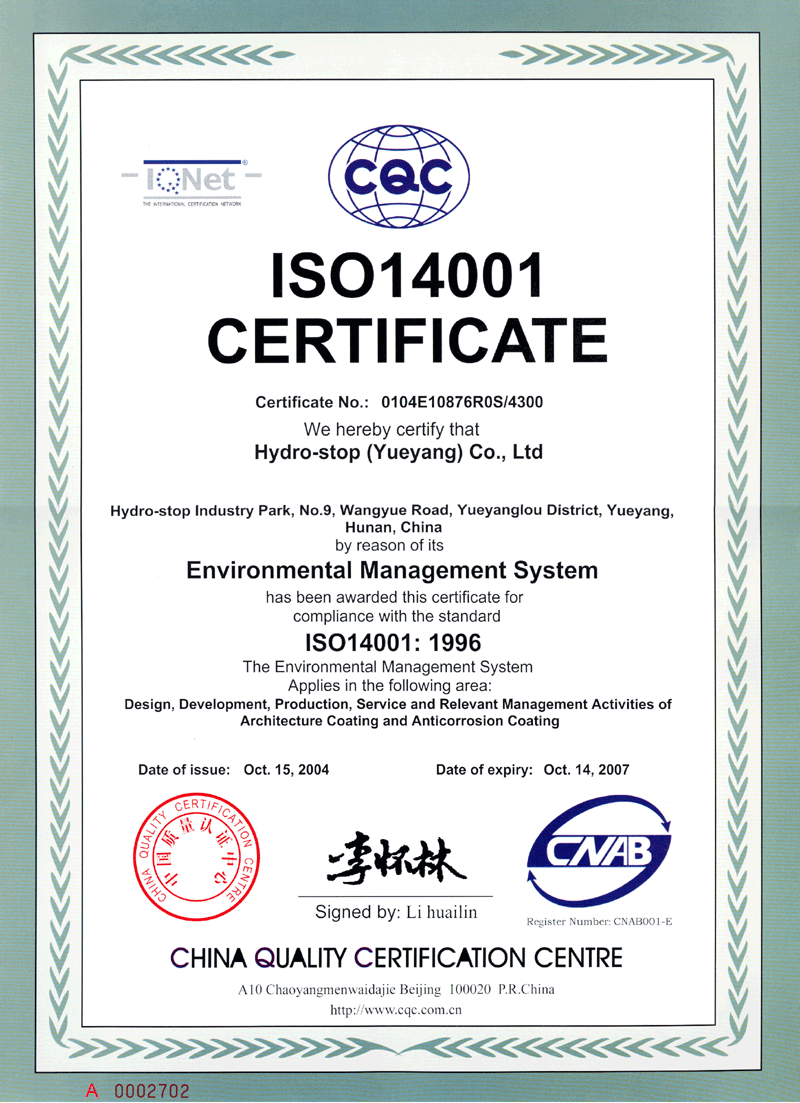 IQNet ®
THE INTERNATIONAL CERTIFICATION NETWORK
CQC
ISO14001
CERTIFICATE
Certificate No.: 0104E10876R0S/4300
We hereby certify that
Hydro-stop (Yueyang) Co., Ltd
Hydro-stop Industry Park, No.9, Wangyue Road, Yueyanglou District, Yueyang,
Hunan, China
by reason of its
Environmental Management System
has been awarded this certificate for
compliance with the standard
ISO14001: 1996
The Environmental Management System
Applies in the following area:
Design, Development, Production, Service and Relevant Management Activities of
Architecture Coating and Anticorrosion Coating
Date of issue: Oct. 15, 2004 Date of expiry: Oct. 14, 2007
CHINA QUALITY CERTIFICATION CENTRE
中国质量认证中心
李怀林
CNAB
Signed by: Li huailin
Register Number: CNAB001-E
CHINA QUALITY CERTIFICATION CENTRE
A10 Chaoyangmenwaidajie Beijing 100020 P.R.China
http://www.cqc.com.cn
A 0002702